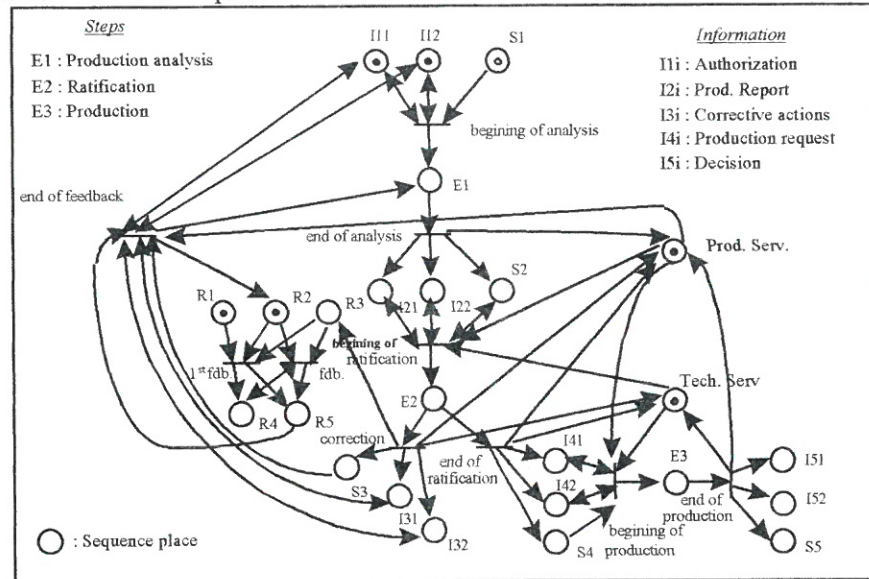 Steps
E1 : Production analysis
E2 : Ratification
E3 : Production
I11
I12
S1
Information
I1i : Authorization
I2i : Prod. Report
I3i : Corrective actions
I4i : Production request
I5i : Decision
begining of analysis
E1
end of feedback
end of analysis
Prod. Serv.
S2
R1
R2
R3
I21
I22
begining of
ratification
1st fdb.
fdb.
Tech. Serv
E2
R4
R5
correction
I41
end of
ratification
E3
I51
S3
I42
end of
production
I52
I31
begining of
production
I32
S4
S5
: Sequence place